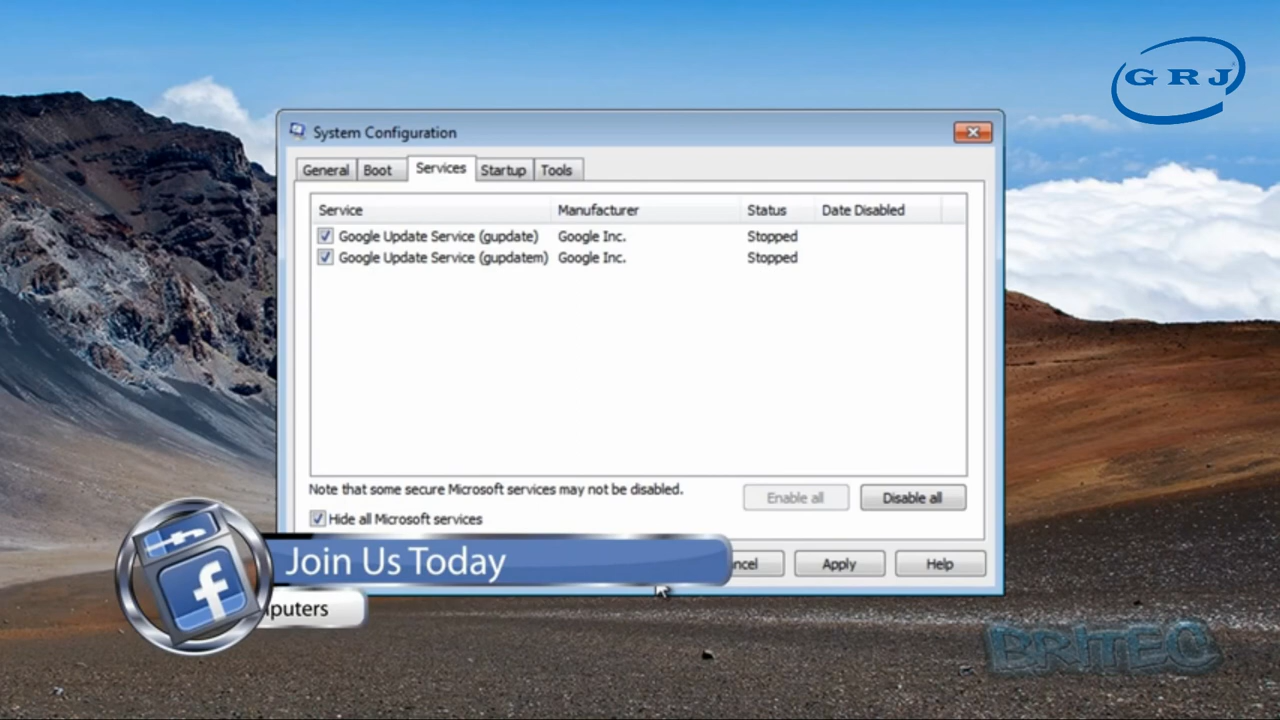 GRJ
System Configuration
General Boot Services Startup Tools
Service Manufacturer Status Date Disabled
Google Update Service (gupdate) Google Inc. Stopped
Google Update Service (gupdatem) Google Inc. Stopped
Note that some secure Microsoft services may not be disabled.
Enable all Disable all
Hide all Microsoft services
Join Us Today
ncel Apply Help
puters
BRITEC